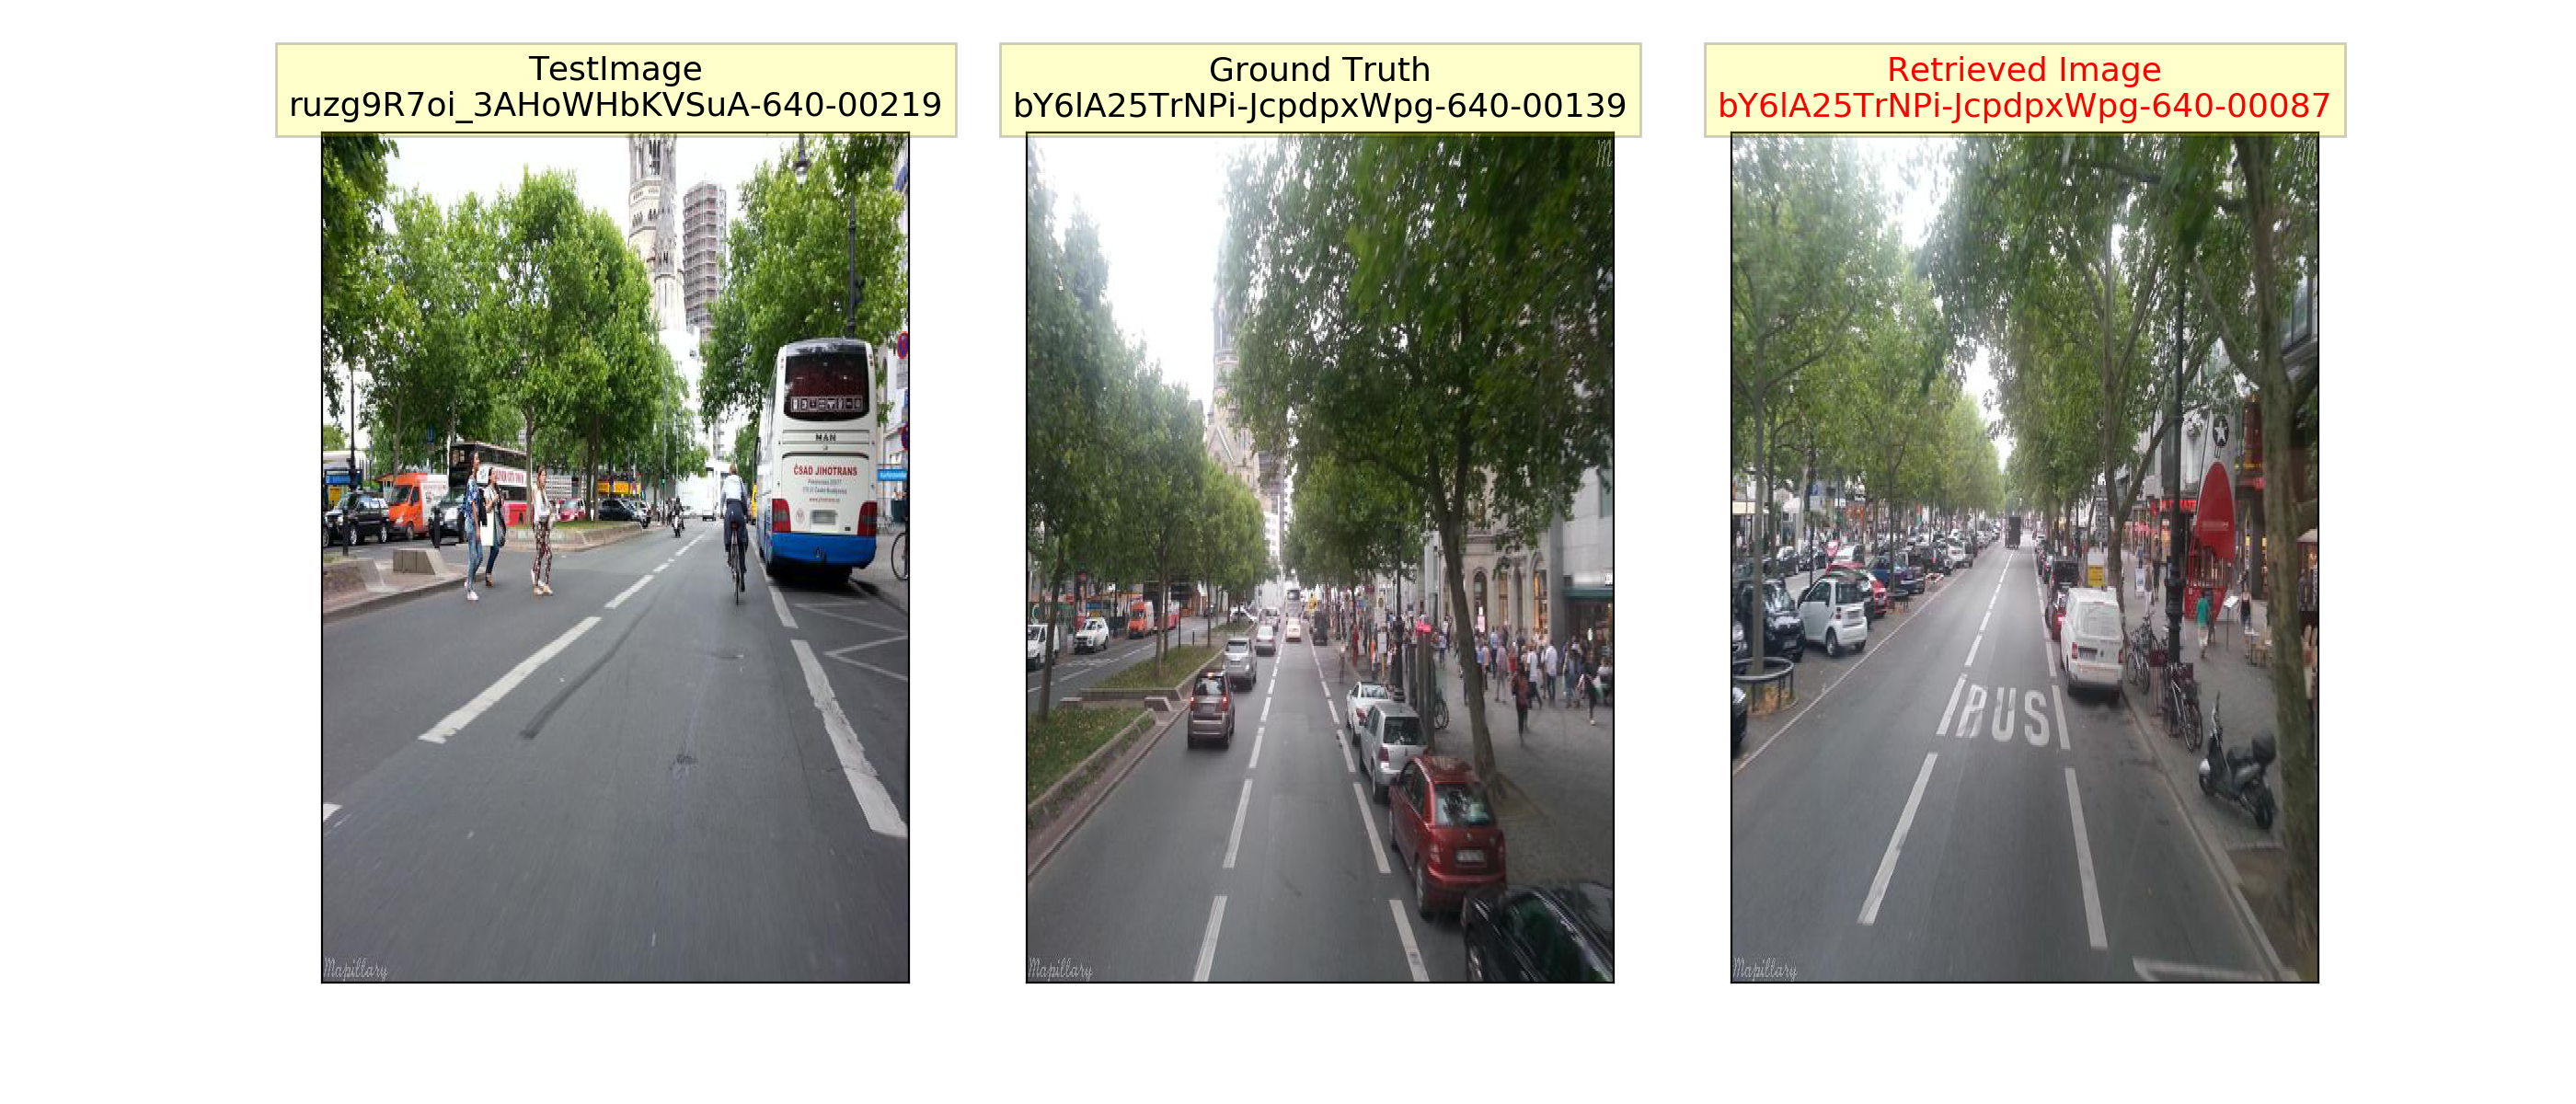 TestImage
ruzg9R7oi_3AHoWHbKVSuA-640-00219
Ground Truth
bY6lA25TrNPi-JcpdpxWpg-640-00139
Retrieved Image
bY6lA25TrNPi-JcpdpxWpg-640-00087
MAN
ČSAD JIHOTRANS
BUS
Mapillary
Mapillary
Mapillary